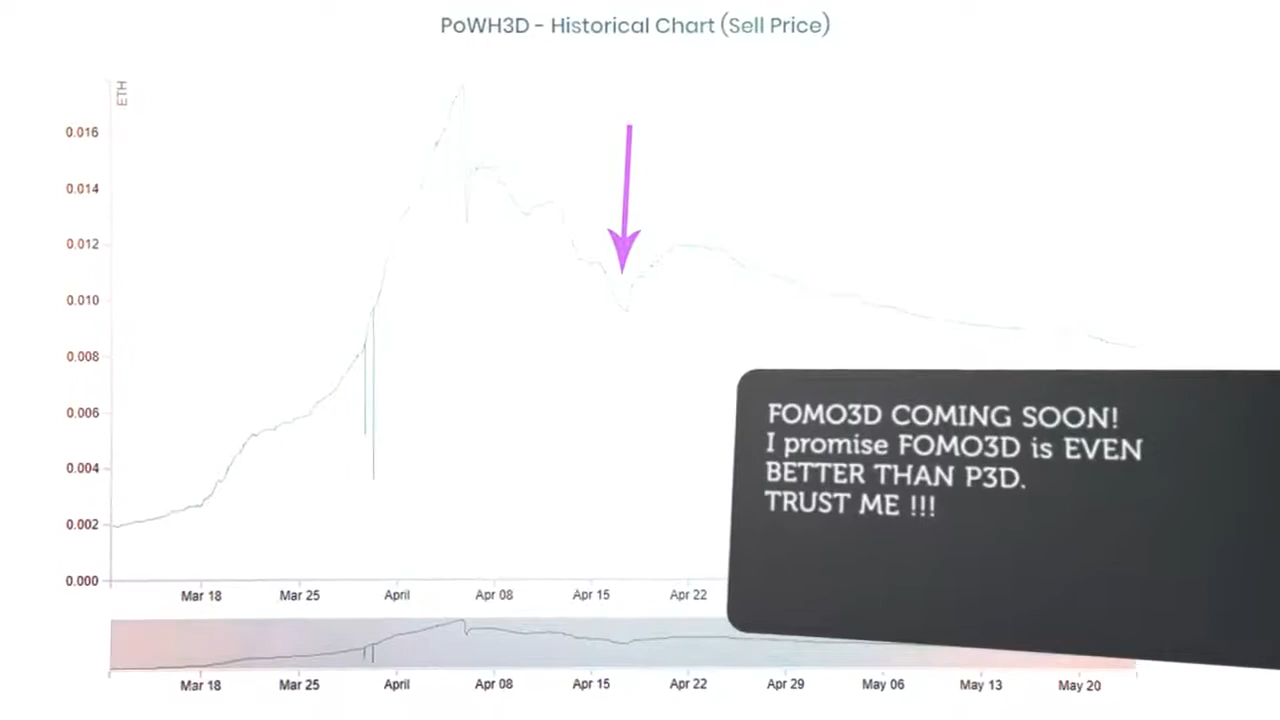 PoWH3D - Historical Chart (Sell Price)
ETH
0.016
0.014
0.012
0.010
0.008
0.006
0.004
0.002
0.000
Mar 18 Mar 25 April Apr 08 Apr 15 Apr 22
FOMO3D COMING SOON!
I promise FOMO3D is EVEN
BETTER THAN P3D.
TRUST ME !!!
Mar 18 Mar 25 April Apr 08 Apr 15 Apr 22 Apr 29 May 06 May 13 May 20